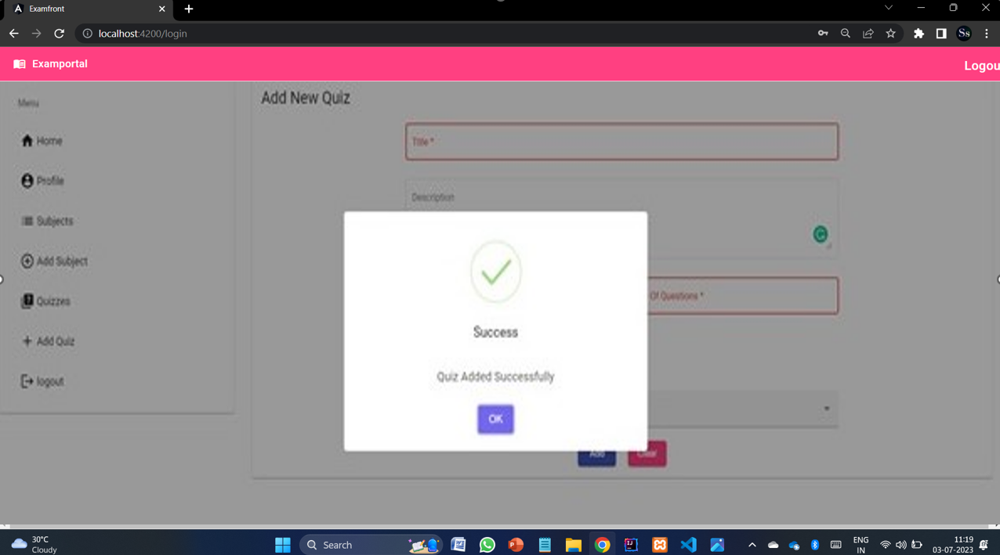 Examfront
localhost:4200/login
Ss
Examportal
Logou
Menu
Home
Profile
Subjects
Add Subject
Quizzes
Add Quiz
logout
Add New Quiz
Title *
Description
Of Questions *
Success
Quiz Added Successfully
OK
Add
Clear
30°C
Cloudy
Search
ENG
IN
11:19
03-07-2023